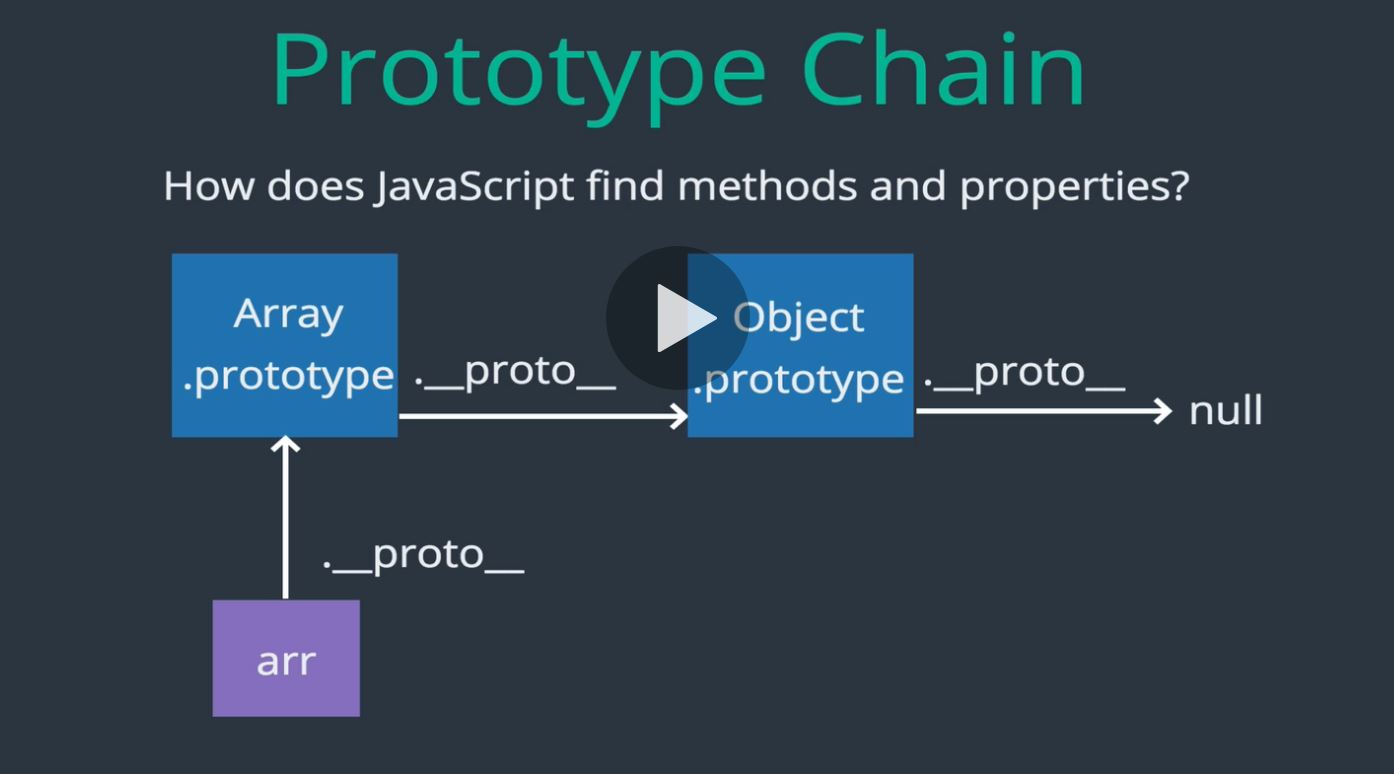 Prototype Chain
How does JavaScript find methods and properties?
Array
.prototype
.__proto__
Object
.prototype
.__proto__
null
.__proto__
arr